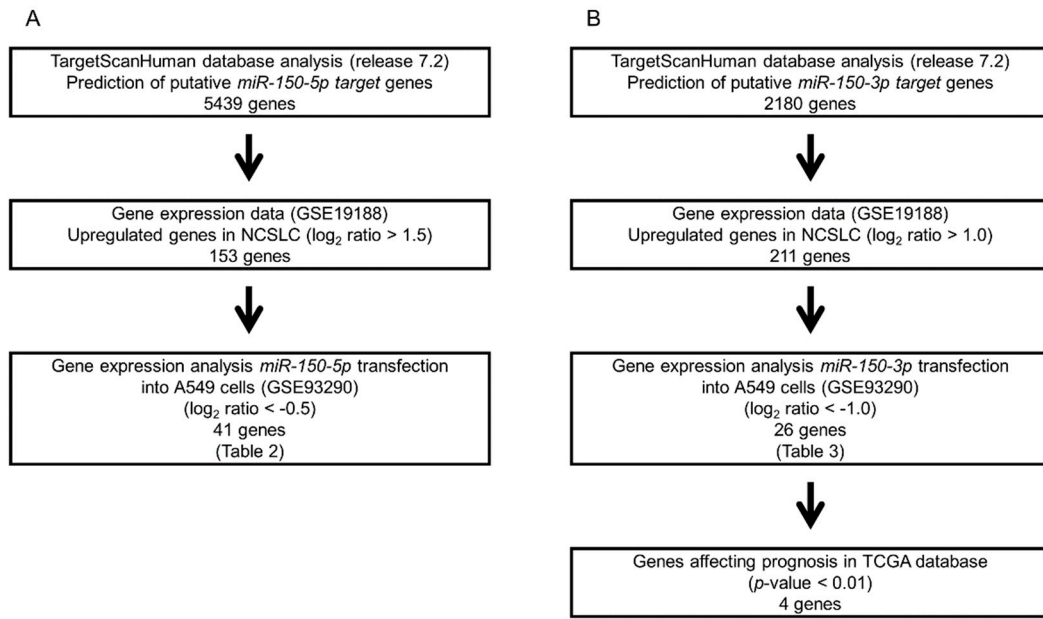 A
TargetScanHuman database analysis (release 7.2)
Prediction of putative miR-150-5p target genes
5439 genes
Gene expression data (GSE19188)
Upregulated genes in NCSLC (log2 ratio > 1.5)
153 genes
Gene expression analysis miR-150-5p transfection
into A549 cells (GSE93290)
(log2 ratio < -0.5)
41 genes
(Table 2)
B
TargetScanHuman database analysis (release 7.2)
Prediction of putative miR-150-3p target genes
2180 genes
Gene expression data (GSE19188)
Upregulated genes in NCSLC (log2 ratio > 1.0)
211 genes
Gene expression analysis miR-150-3p transfection
into A549 cells (GSE93290)
(log2 ratio < -1.0)
26 genes
(Table 3)
Genes affecting prognosis in TCGA database
(p-value < 0.01)
4 genes